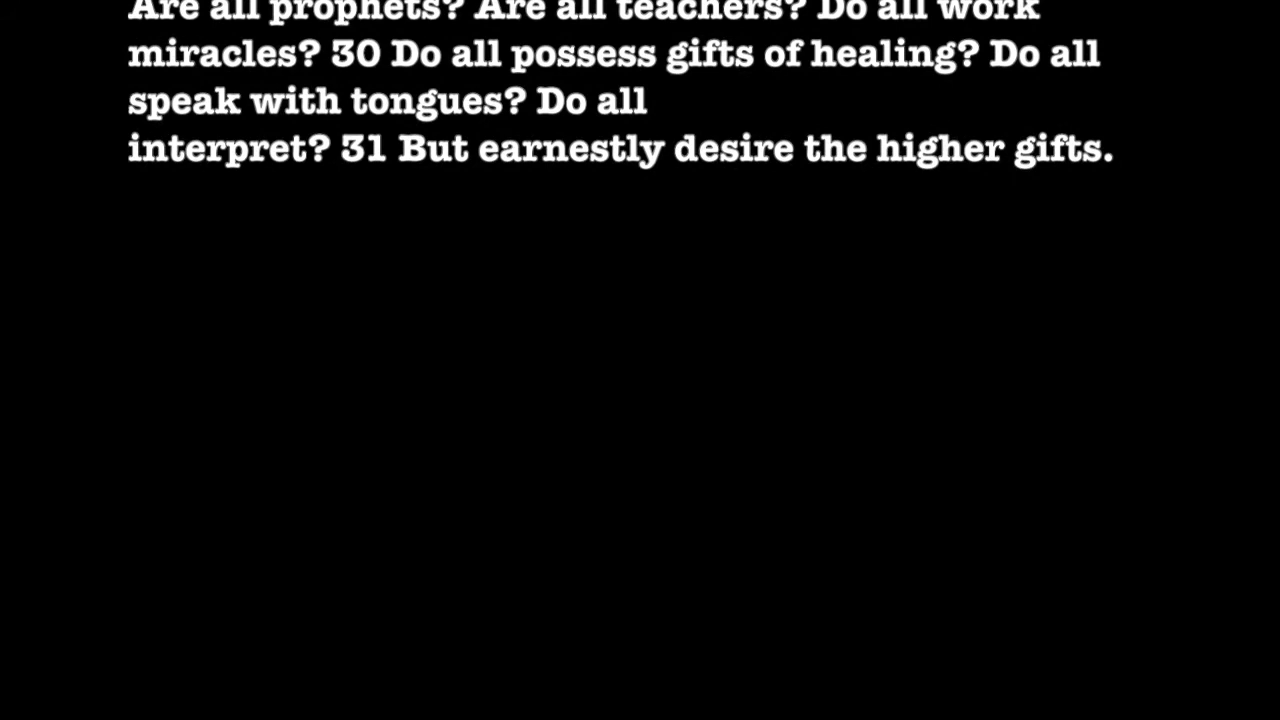 Are all prophets? Are all teachers? Do all work
miracles? 30 Do all possess gifts of healing? Do all
speak with tongues? Do all
interpret? 31 But earnestly desire the higher gifts.